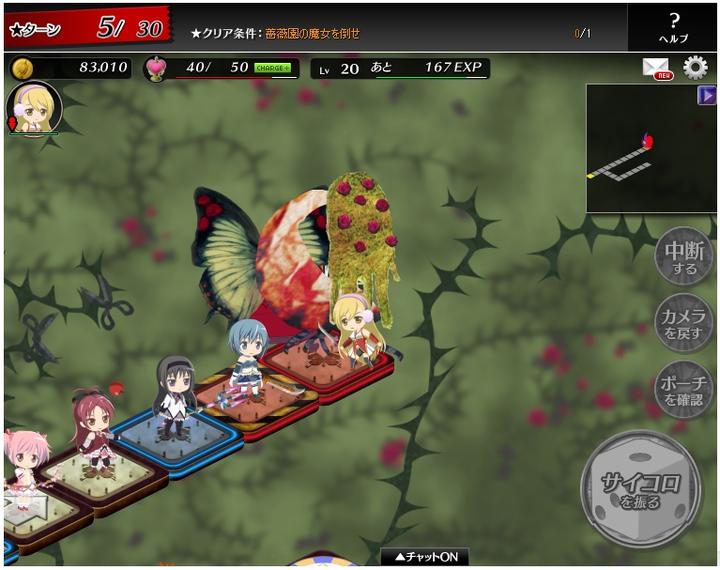 ★ターン 5/ 30
★クリア条件：薔薇園の魔女を倒せ 0/1
?
ヘルプ
83,010
40/ 50 CHARGE+
Lv 20 あと 167 EXP
NEW
中断
する
カメラ
を戻す
ポーチ
を確認
サイコロ
を振る
▲チャットON